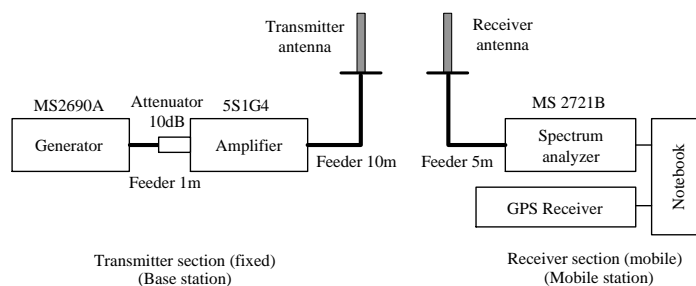 Transmitter
antenna
Receiver
antenna
MS2690A
Attenuator
10dB
5S1G4
MS 2721B
Generator
Amplifier
Spectrum
analyzer
Feeder 1m
Feeder 10m
Feeder 5m
GPS Receiver
Notebook
Transmitter section (fixed)
(Base station)
Receiver section (mobile)
(Mobile station)